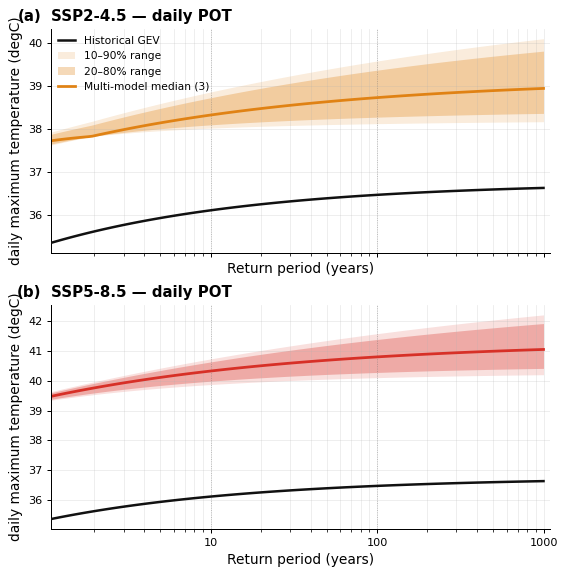 (a) SSP2-4.5 — daily POT
daily maximum temperature (degC)
40
39
38
37
36
Historical GEV
10–90% range
20–80% range
Multi-model median (3)
Return period (years)
(b) SSP5-8.5 — daily POT
daily maximum temperature (degC)
42
41
40
39
38
37
36
10 100 1000
Return period (years)